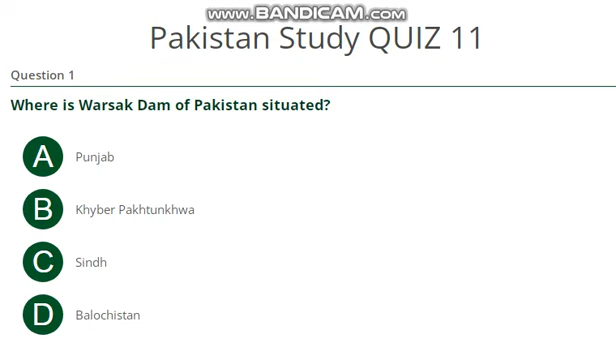 www.BANDICAM.com
Pakistan Study QUIZ 11
Question 1
Where is Warsak Dam of Pakistan situated?
A Punjab
B Khyber Pakhtunkhwa
C Sindh
D Balochistan